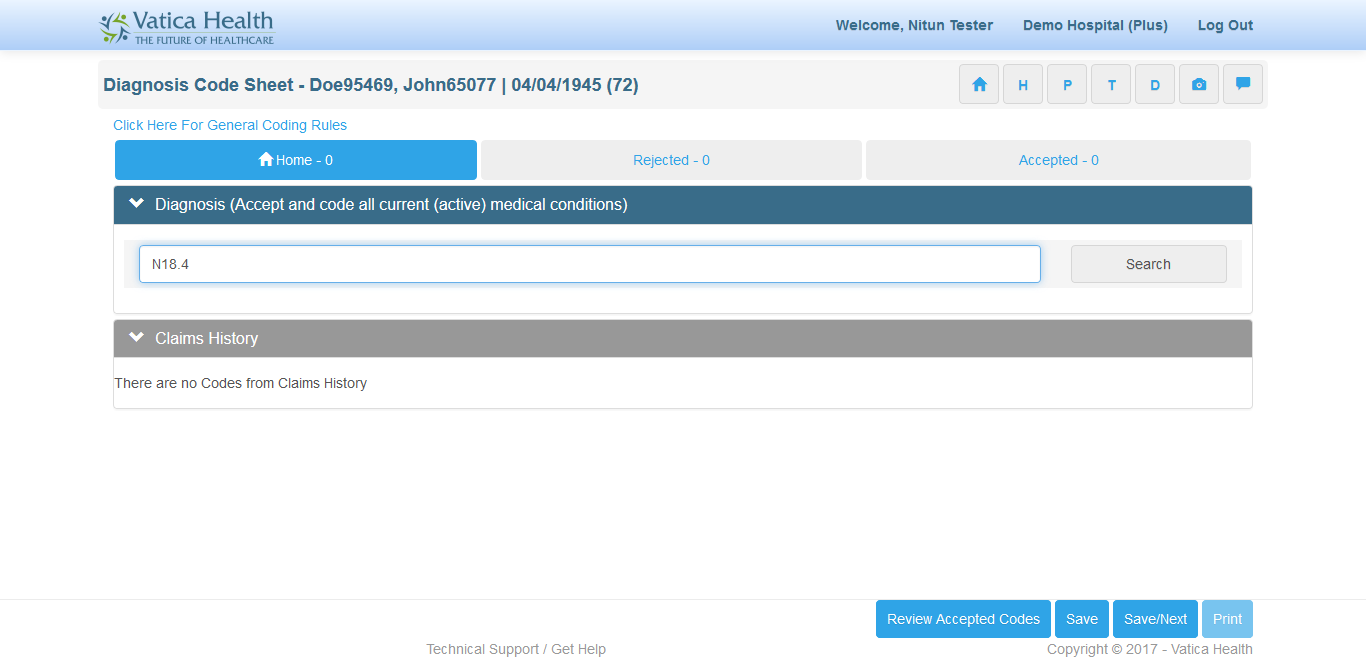 Vatica Health
THE FUTURE OF HEALTHCARE
Welcome, Nitun Tester Demo Hospital (Plus) Log Out
Diagnosis Code Sheet - Doe95469, John65077 | 04/04/1945 (72)
H P T D
Click Here For General Coding Rules
Home - 0 Rejected - 0 Accepted - 0
Diagnosis (Accept and code all current (active) medical conditions)
N18.4 Search
Claims History
There are no Codes from Claims History
Review Accepted Codes Save Save/Next Print
Technical Support / Get Help Copyright © 2017 - Vatica Health